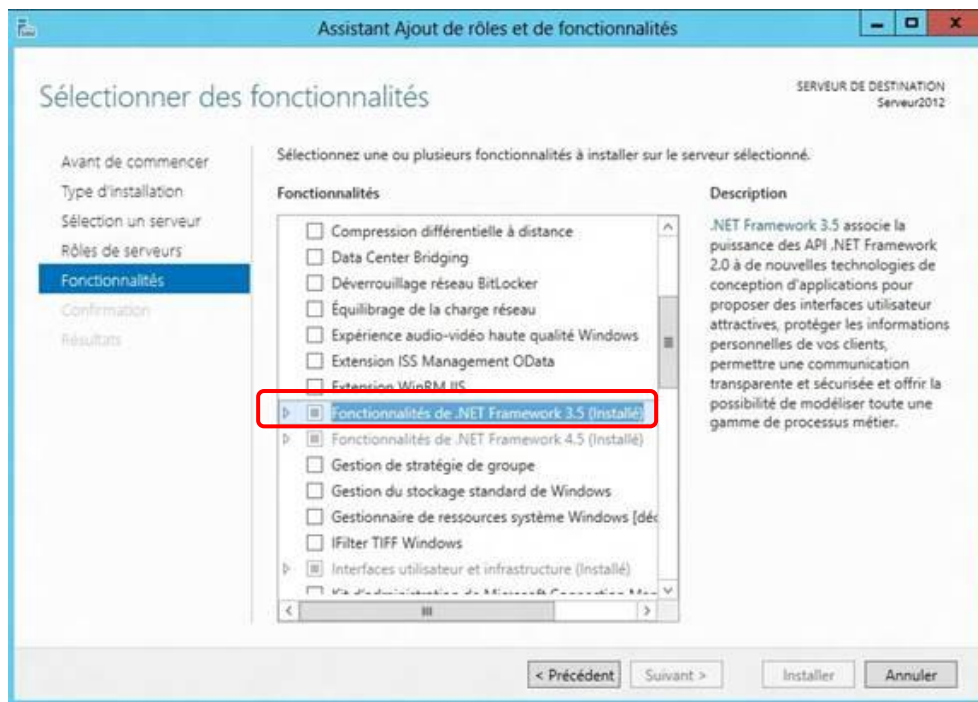 Assistant Ajout de rôles et de fonctionnalités
Sélectionner des fonctionnalités
SERVEUR DE DESTINATION
Serveur2012
Avant de commencer
Type d'installation
Sélection un serveur
Rôles de serveurs
Fonctionnalités
Confirmation
Résultats
Sélectionnez une ou plusieurs fonctionnalités à installer sur le serveur sélectionné.
Fonctionnalités
Compression différentielle à distance
Data Center Bridging
Déverrouillage réseau BitLocker
Équilibrage de la charge réseau
Expérience audio-vidéo haute qualité Windows
Extension ISS Management OData
Extension WinRM IIS
Fonctionnalités de .NET Framework 3.5 (Installé)
Fonctionnalités de .NET Framework 4.5 (Installé)
Gestion de stratégie de groupe
Gestion du stockage standard de Windows
Gestionnaire de ressources système Windows [déc
IFilter TIFF Windows
Interfaces utilisateur et infrastructure (Installé)
Kit d'administration de Microsoft Connection Man
Description
.NET Framework 3.5 associe la
puissance des API .NET Framework
2.0 à de nouvelles technologies de
conception d'applications pour
proposer des interfaces utilisateur
attractives, protéger les informations
personnelles de vos clients,
permettre une communication
transparente et sécurisée et offrir la
possibilité de modéliser toute une
gamme de processus métier.
< Précédent
Suivant >
Installer
Annuler